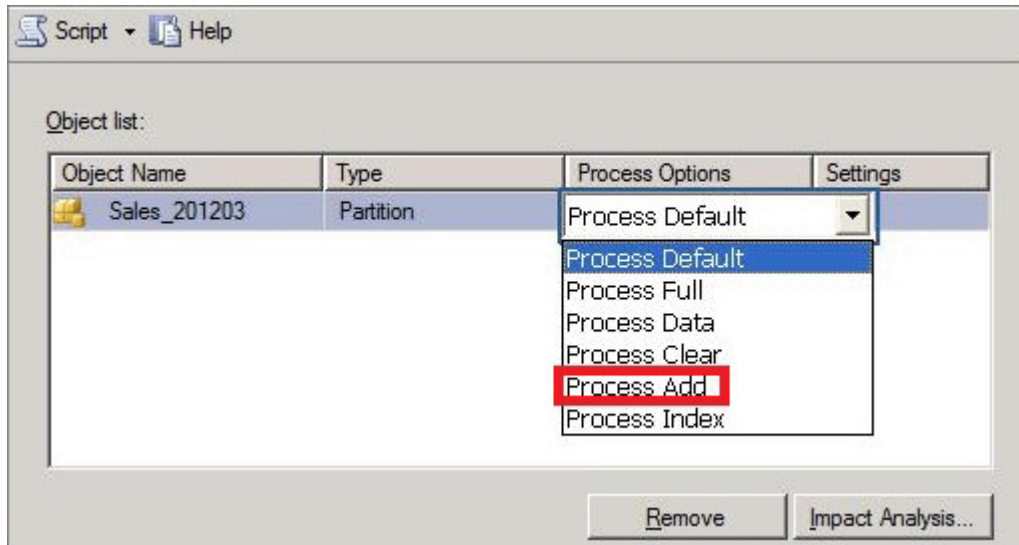 Script Help
Object list:
Object Name Type Process Options Settings
Sales_201203 Partition Process Default
Process Default
Process Full
Process Data
Process Clear
Process Add
Process Index
Remove Impact Analysis...